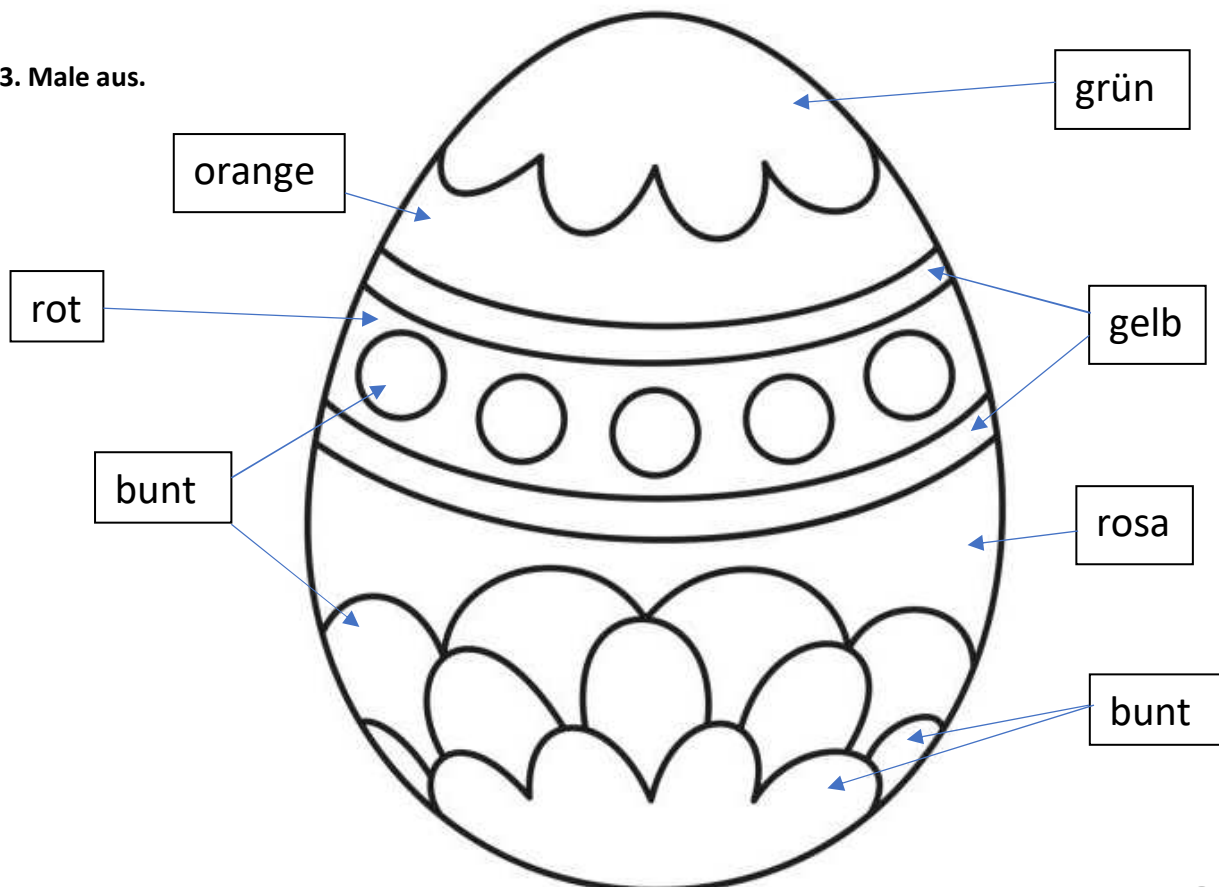 3. Male aus.
grün
orange
rot
gelb
bunt
rosa
bunt